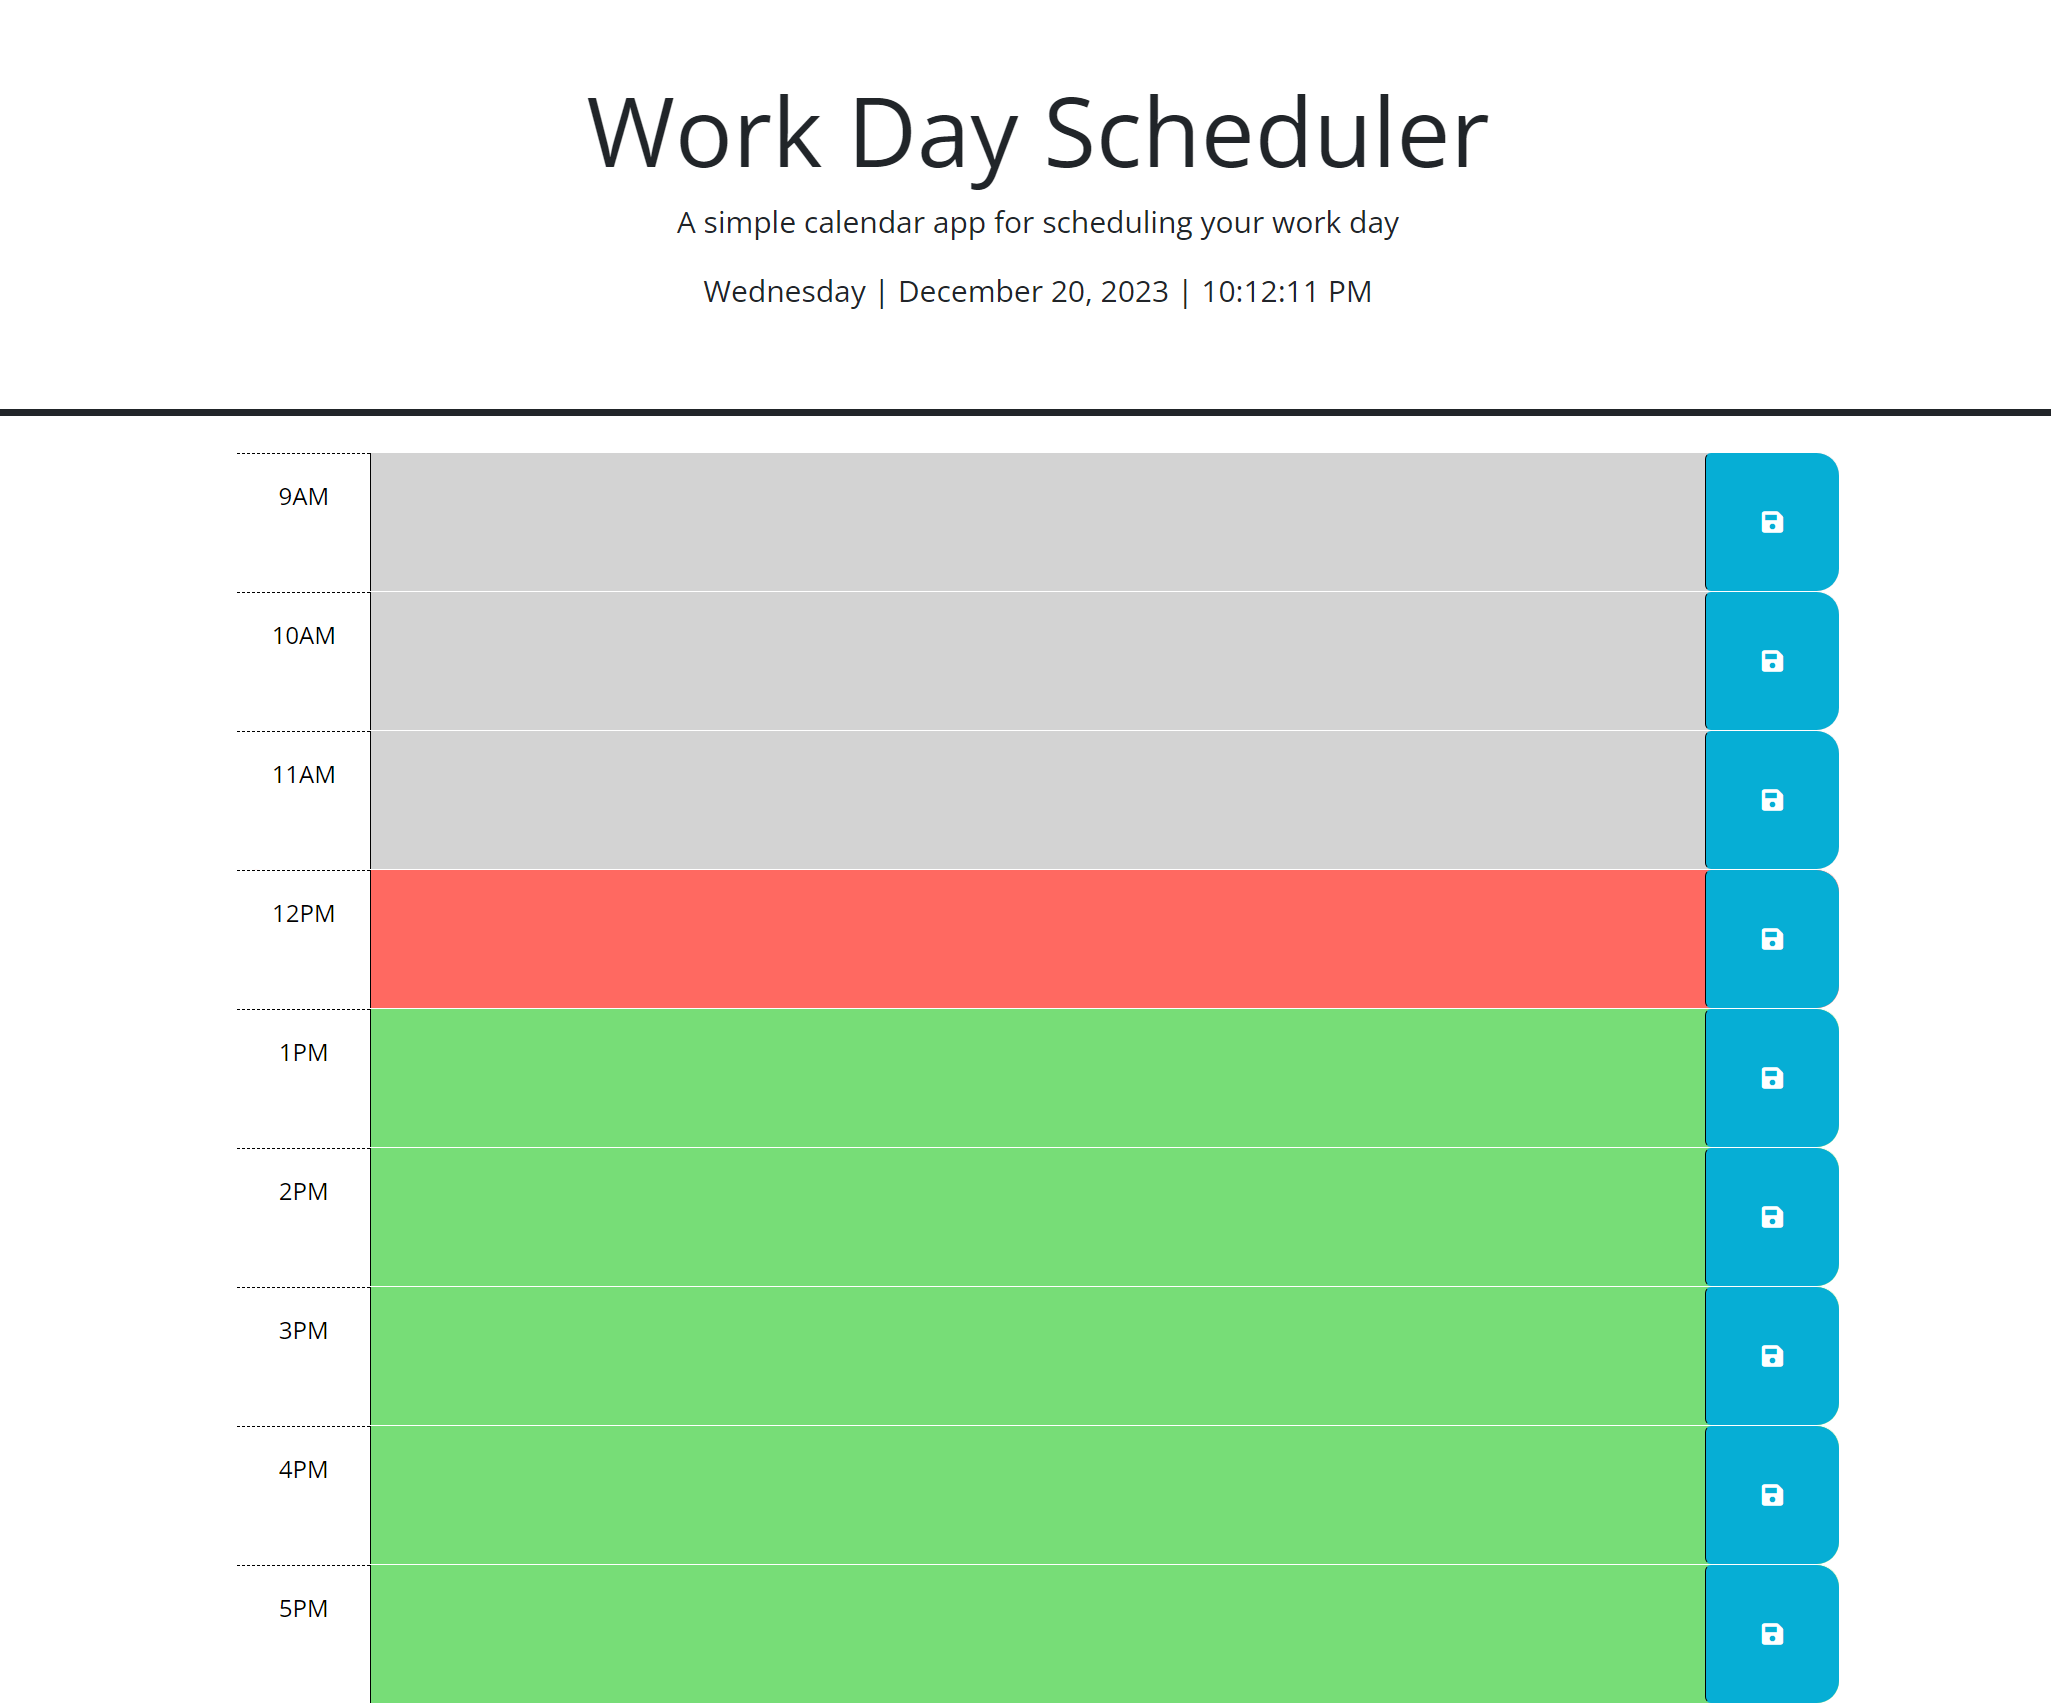 Work Day Scheduler
A simple calendar app for scheduling your work day
Wednesday | December 20, 2023 | 10:12:11 PM
9AM
10AM
11AM
12PM
1PM
2PM
3PM
4PM
5PM